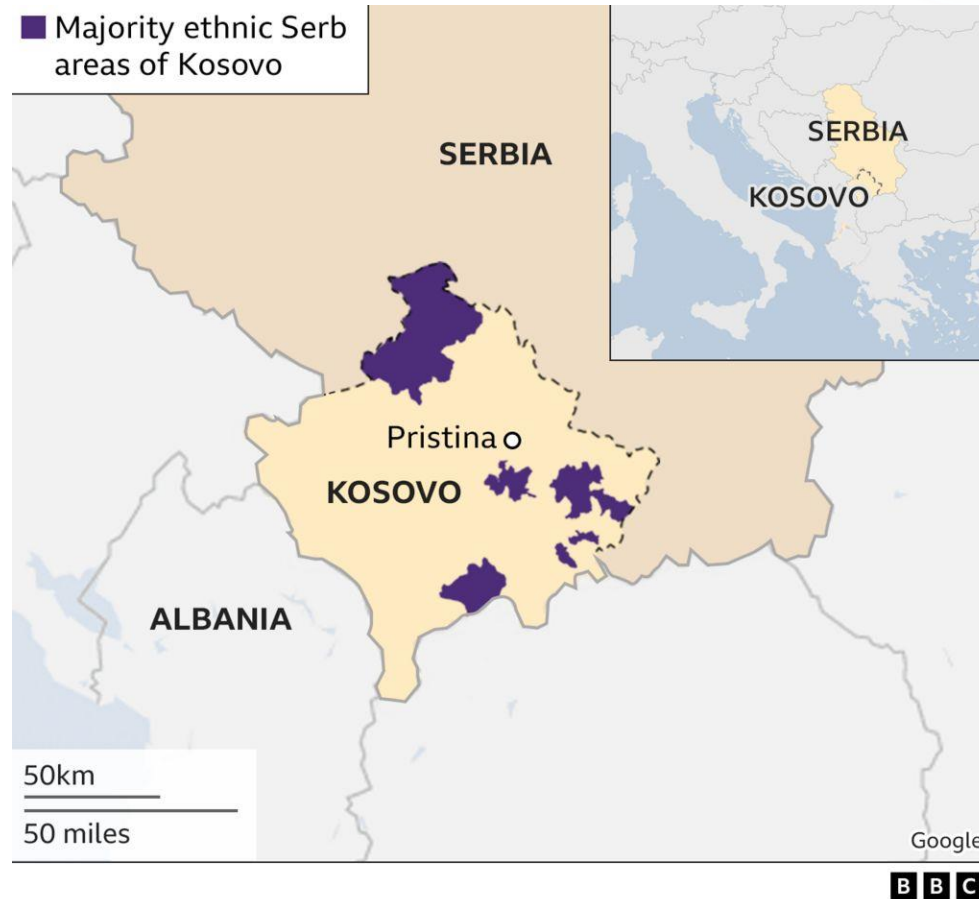 Majority ethnic Serb
areas of Kosovo
SERBIA
SERBIA
KOSOVO
Pristina
KOSOVO
ALBANIA
50km
50 miles
Google
BBC